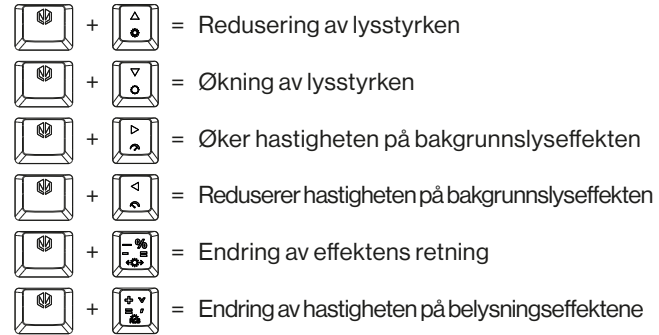 + = Redusering av lysstyrken
+ = Økning av lysstyrken
+ = Øker hastigheten på bakgrunnslyseffekten
+ = Reduserer hastigheten på bakgrunnslyseffekten
+ % = Endring av effektens retning
+ = Endring av hastigheten på belysningseffektene